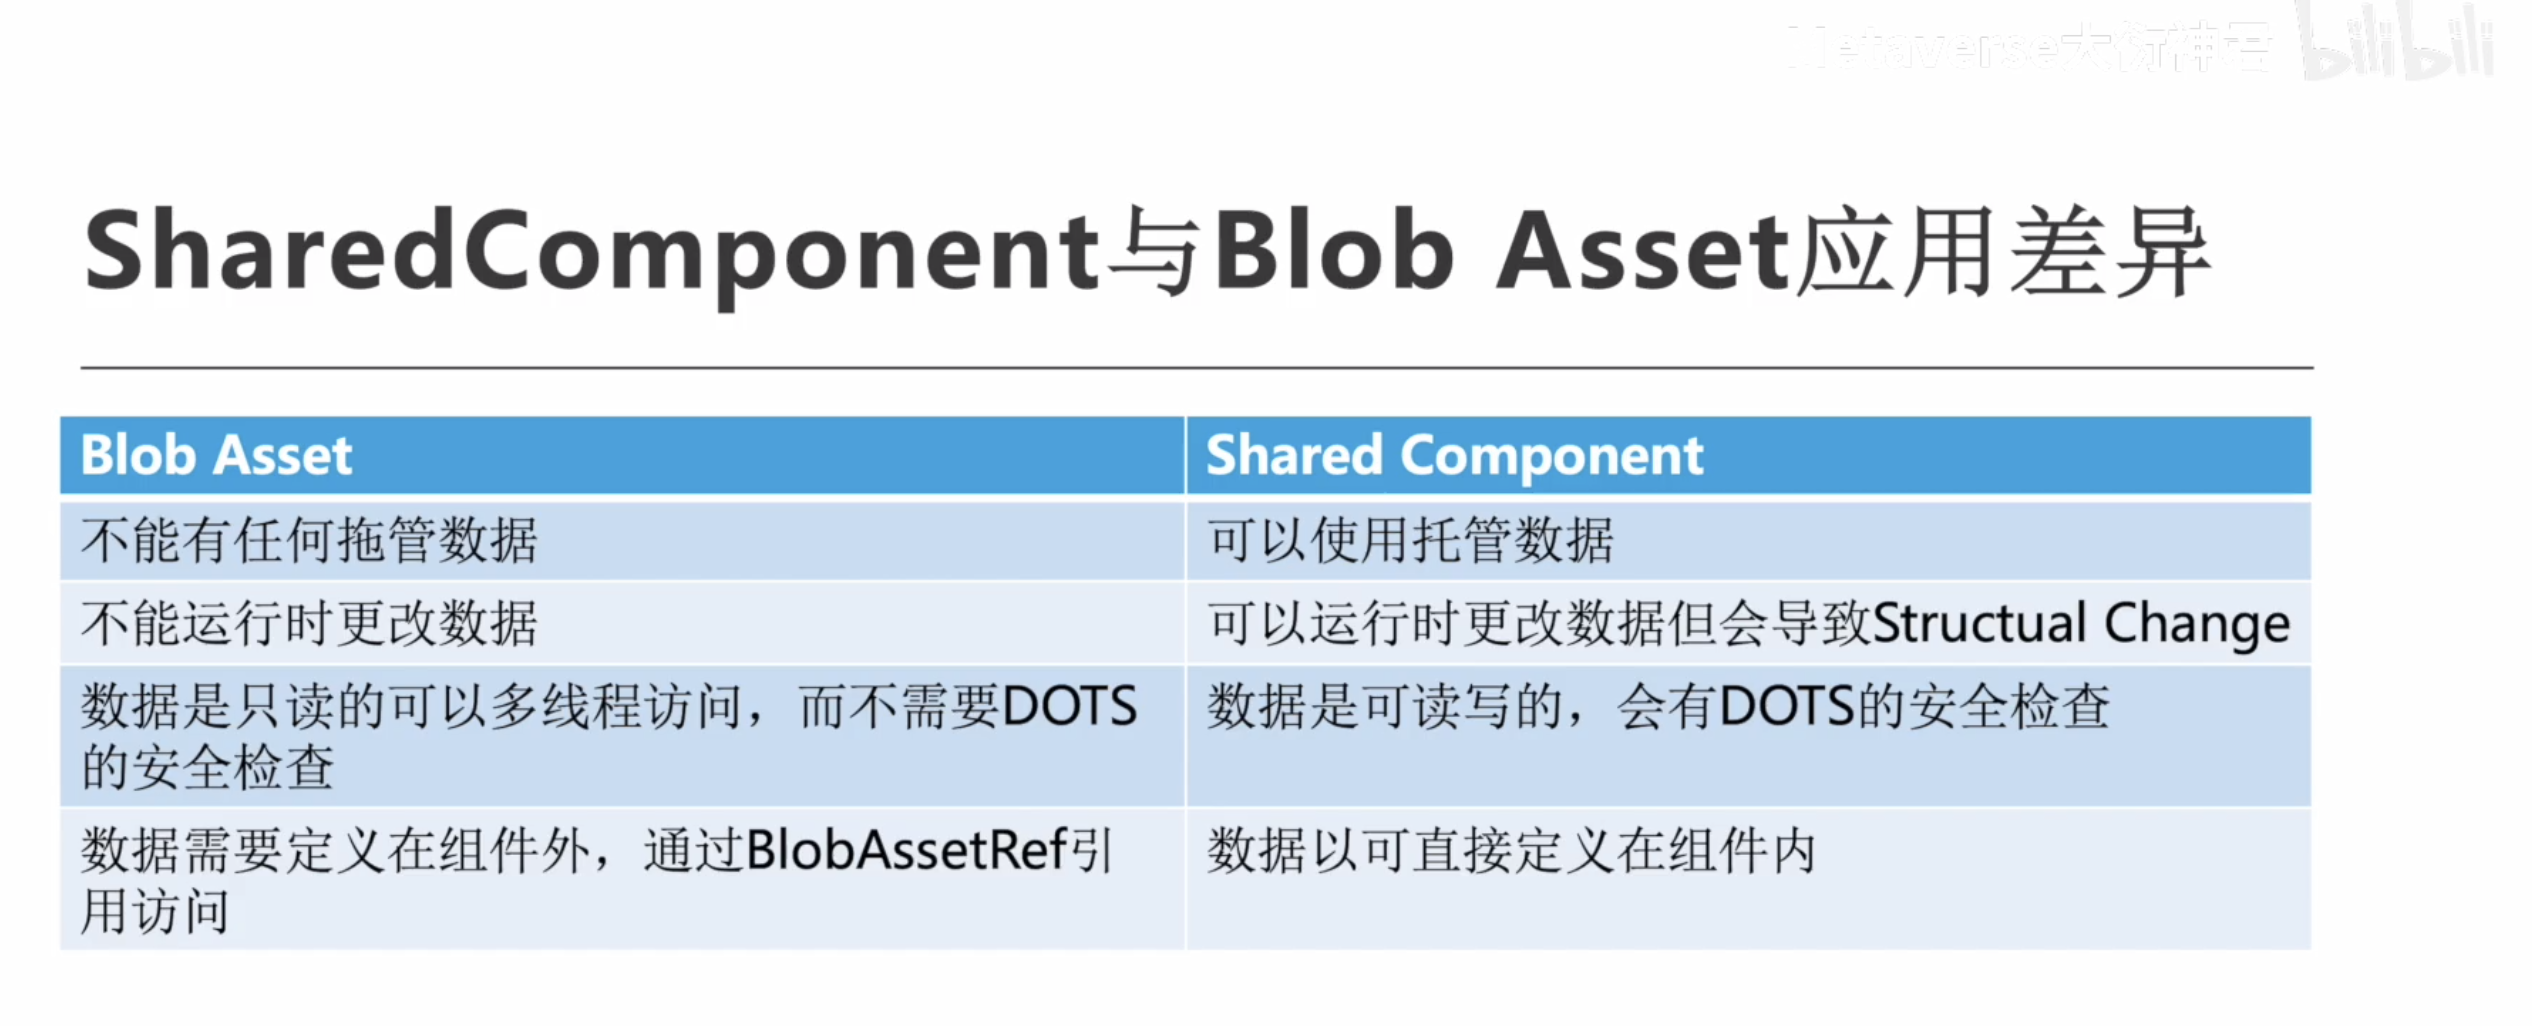 Metaverse大衍神君 bilibili
SharedComponent与Blob Asset应用差异
Blob Asset
Shared Component
不能有任何拖管数据
可以使用托管数据
不能运行时更改数据
可以运行时更改数据但会导致Structual Change
数据是只读的可以多线程访问，而不需要DOTS
的安全检查
数据是可读写的，会有DOTS的安全检查
数据需要定义在组件外，通过BlobAssetRef引
用访问
数据以可直接定义在组件内